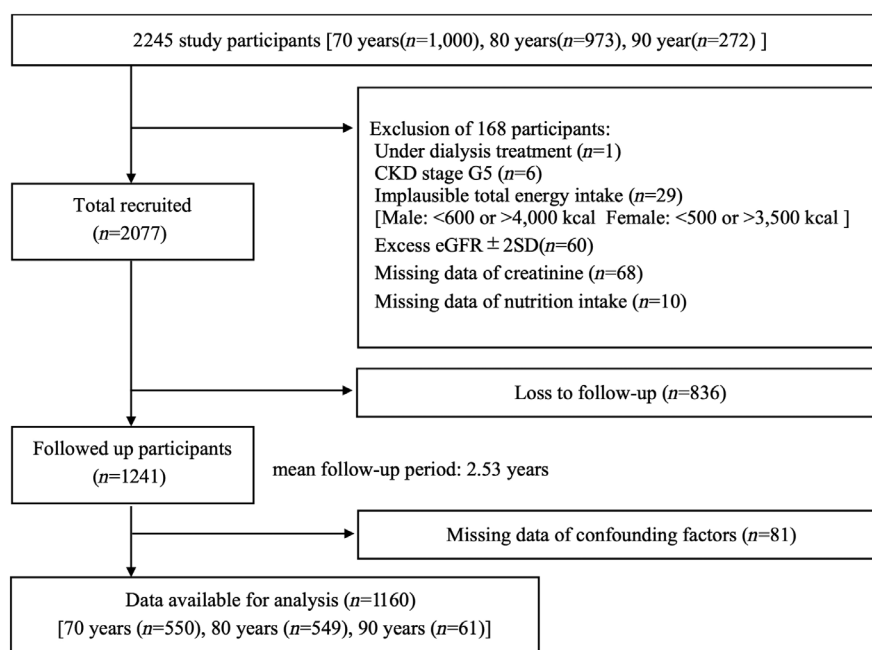 2245 study participants [70 years(n=1,000), 80 years(n=973), 90 year(n=272) ]
Exclusion of 168 participants:
Under dialysis treatment (n=1)
CKD stage G5 (n=6)
Implausible total energy intake (n=29)
[Male: <600 or >4,000 kcal Female: <500 or >3,500 kcal ]
Excess eGFR ± 2SD(n=60)
Missing data of creatinine (n=68)
Missing data of nutrition intake (n=10)
Total recruited
(n=2077)
Loss to follow-up (n=836)
Followed up participants
(n=1241)
mean follow-up period: 2.53 years
Missing data of confounding factors (n=81)
Data available for analysis (n=1160)
[70 years (n=550), 80 years (n=549), 90 years (n=61)]